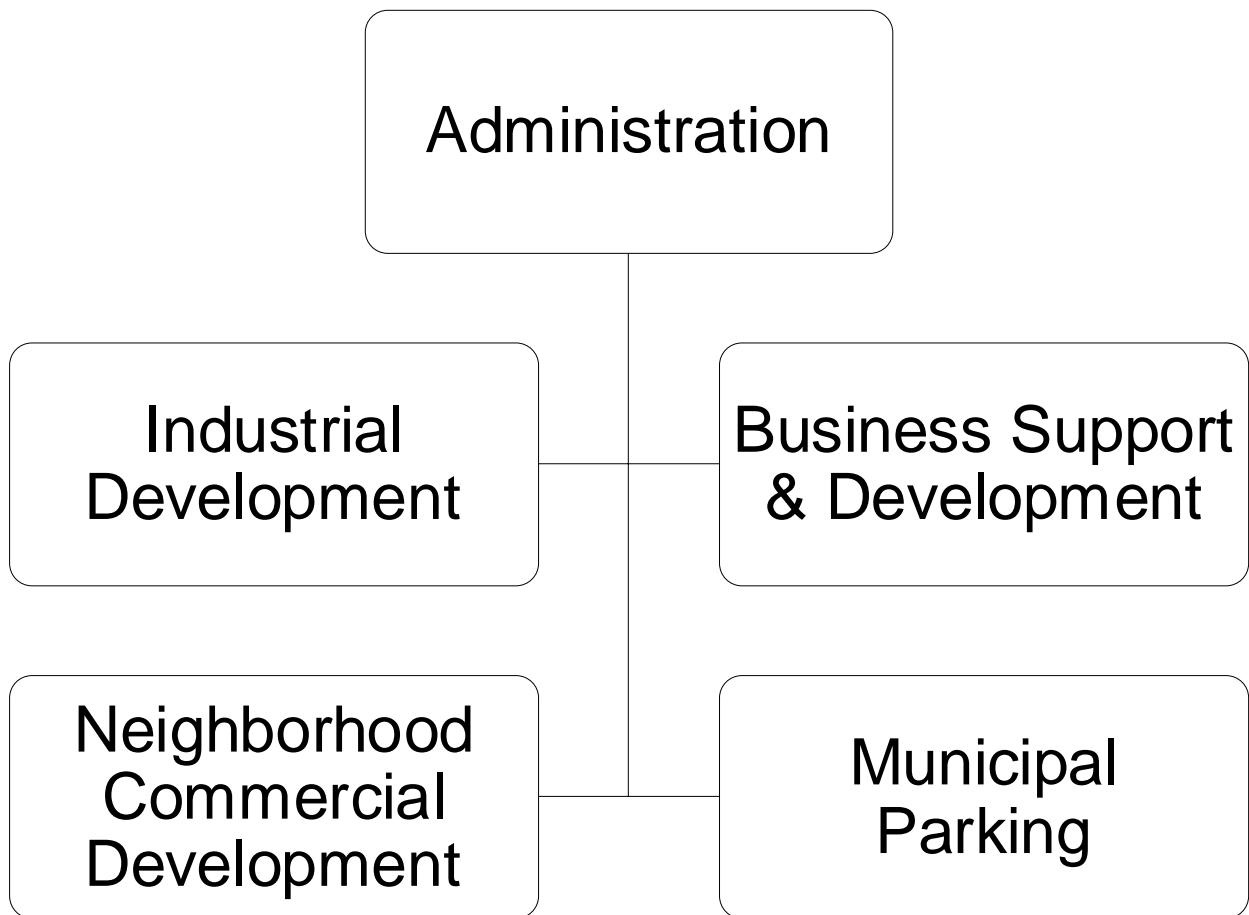 Administration
Industrial
Development
Business Support
& Development
Neighborhood
Commercial
Development
Municipal
Parking